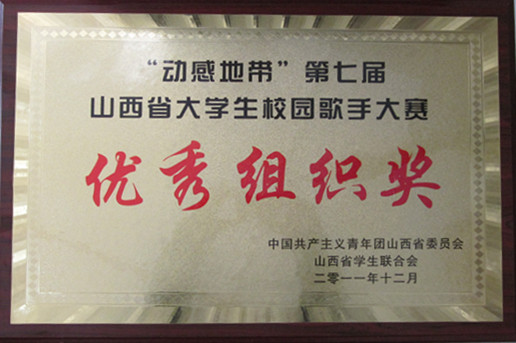 “动感地带”第七届
山西省大学生校园歌手大赛
优秀组织奖
中国共产主义青年团山西省委员会
山西省学生联合会
二零一一年十二月